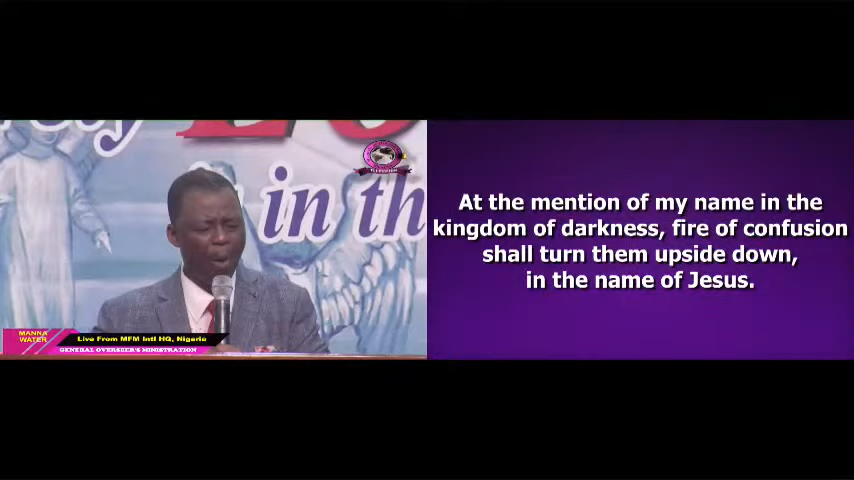 in th
MANNA
WATER
Live From MFM Intl HQ, Nigeria
GENERAL OVERSEER'S MINISTRATION
At the mention of my name in the
kingdom of darkness, fire of confusion
shall turn them upside down,
in the name of Jesus.